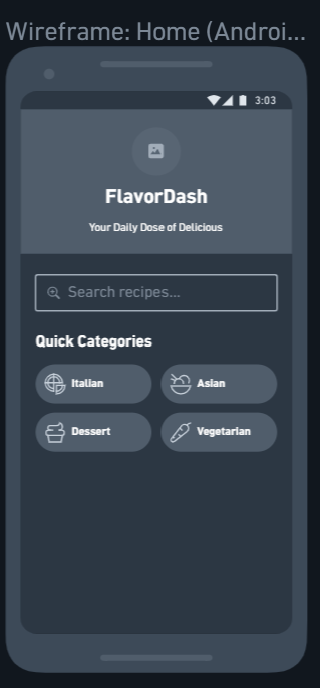 Wireframe: Home (Androi...
3:03
FlavorDash
Your Daily Dose of Delicious
Search recipes...
Quick Categories
Italian
Asian
Dessert
Vegetarian